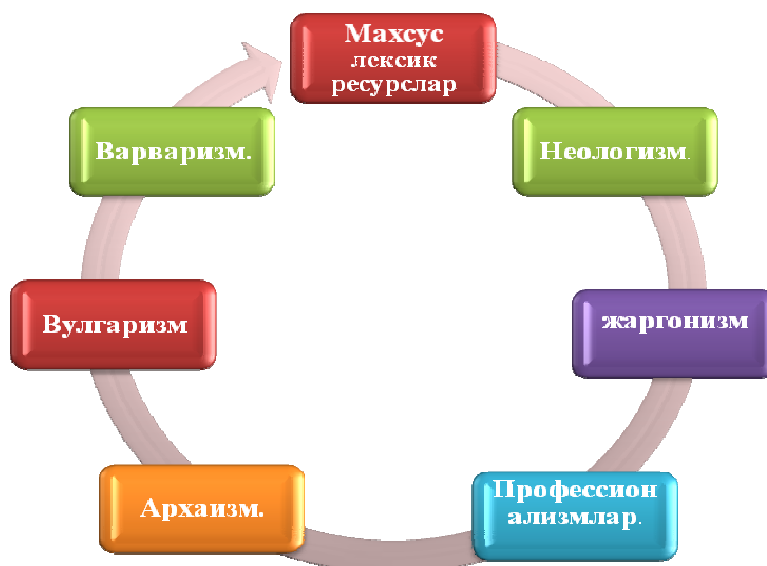 Махсус
лексик
ресурслар
Неологизм.
жаргонизм
Профессион
ализмлар.
Архаизм.
Вулгаризм
Варваризм.